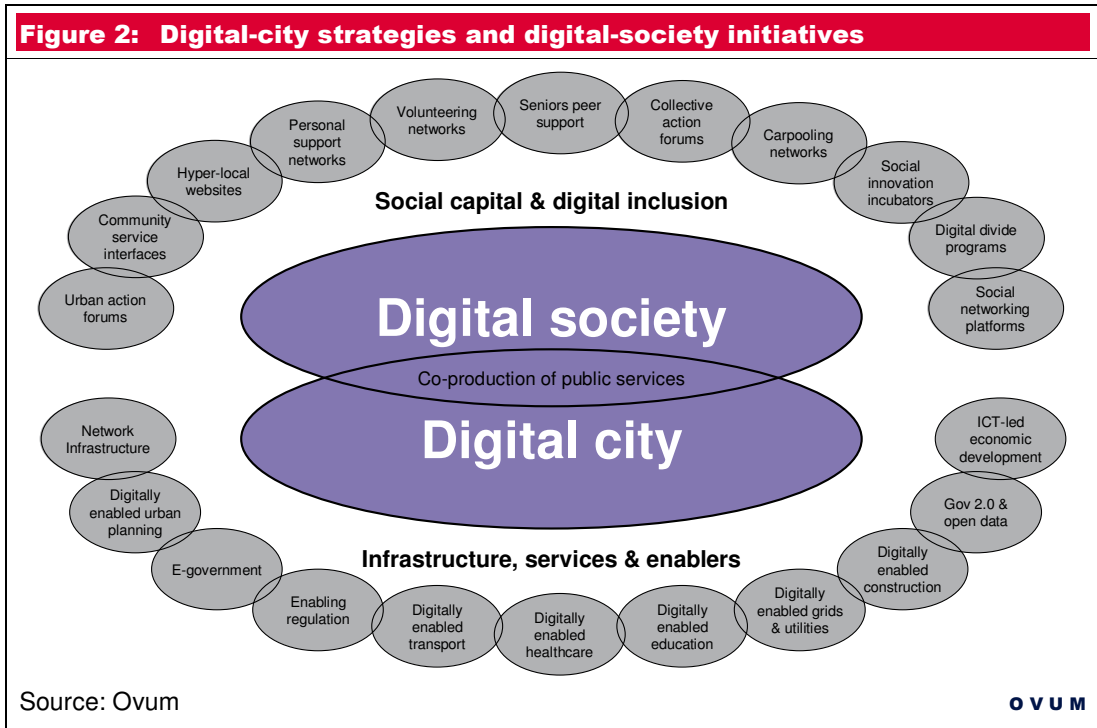 Figure 2: Digital-city strategies and digital-society initiatives
Seniors peer
support
Volunteering
networks
Collective
action
forums
Personal
support
networks
Carpooling
networks
Hyper-local
websites
Social
innovation
incubators
Social capital & digital inclusion
Community
service
interfaces
Digital divide
programs
Urban action
forums
Social
networking
platforms
Digital society
Co-production of public services
Digital city
Network
Infrastructure
ICT-led
economic
development
Digitally
enabled urban
planning
Gov 2.0 &
open data
E-government
Digitally
enabled
construction
Infrastructure, services & enablers
Enabling
regulation
Digitally
enabled
transport
Digitally
enabled
healthcare
Digitally
enabled
education
Digitally
enabled grids
& utilities
Source: Ovum
OVUM